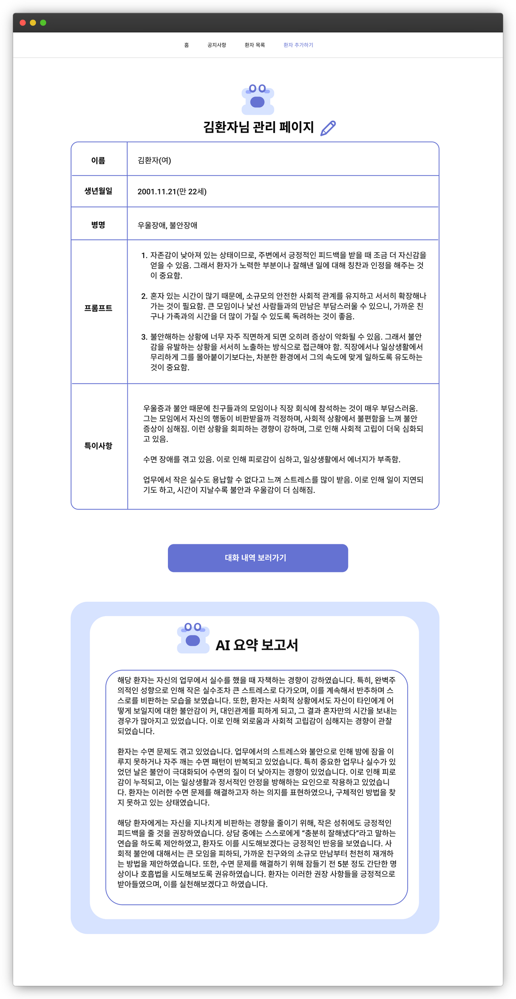 홈 공지사항 환자 목록 환자 추가하기
김환자님 관리 페이지
이름 김환자(여)
생년월일 2001.11.21(만 22세)
병명 우울장애, 불안장애
프롬프트
1. 자존감이 낮아져 있는 상태이므로, 주변에서 긍정적인 피드백을 받을 때 조금 더 자신감을
얻을 수 있음. 그래서 환자가 노력한 부분이나 잘해낸 일에 대해 칭찬과 인정을 해주는 것
이 중요함.
2. 혼자 있는 시간이 많기 때문에, 소규모의 안전한 사회적 관계를 유지하고 서서히 확장해나
가는 것이 필요함. 큰 모임이나 낯선 사람들과의 만남은 부담스러울 수 있으니, 가까운 친
구나 가족과의 시간을 더 많이 가질 수 있도록 독려하는 것이 좋음.
3. 불안해하는 상황에 너무 자주 직면하게 되면 오히려 증상이 악화될 수 있음. 그래서 불안
감을 유발하는 상황을 서서히 노출하는 방식으로 접근해야 함. 직장에서나 일상생활에서
무리하게 그를 몰아붙이기보다는, 차분한 환경에서 그의 속도에 맞게 일하도록 유도하는
것이 중요함.
특이사항
우울증과 불안 때문에 친구들과의 모임이나 직장 회식에 참석하는 것이 매우 부담스러움.
그는 모임에서 자신의 행동이 비판받을까 걱정하며, 사회적 상황에서 불편함을 느껴 불안
증상이 심해짐. 이런 상황을 회피하는 경향이 강하며, 그로 인해 사회적 고립이 더욱 심화되
고 있음.
수면 장애를 겪고 있음. 이로 인해 피로감이 심하고, 일상생활에서 에너지가 부족함.
업무에서 작은 실수도 용납할 수 없다고 느껴 스트레스를 많이 받음. 이로 인해 일이 지연되
기도 하고, 시간이 지날수록 불안과 우울감이 더 심해짐.
대화 내역 보러가기
AI 요약 보고서
해당 환자는 자신의 업무에서 실수를 했을 때 자책하는 경향이 강하였습니다. 특히, 완벽주
의적인 성향으로 인해 작은 실수조차 큰 스트레스로 다가오며, 이를 계속해서 반추하며 스
스로를 비판하는 모습을 보였습니다. 또한, 환자는 사회적 상황에서도 자신이 타인에게 어
떻게 보일지에 대한 불안감이 커, 대인관계를 피하게 되고, 그 결과 혼자만의 시간을 보내는
경우가 많아지고 있었습니다. 이로 인해 외로움과 사회적 고립감이 심해지는 경향이 관찰
되었습니다.
환자는 수면 문제도 겪고 있었습니다. 업무에서의 스트레스와 불안으로 인해 밤에 잠을 이
루지 못하거나 자주 깨는 수면 패턴이 반복되고 있었습니다. 특히 중요한 업무나 실수가 있
었던 날은 불안이 극대화되어 수면의 질이 더 낮아지는 경향이 있었습니다. 이로 인해 피로
감이 누적되고, 이는 일상생활과 정서적인 안정을 방해하는 요인으로 작용하고 있었습니
다. 환자는 이러한 수면 문제를 해결하고자 하는 의지를 표현하였으나, 구체적인 방법을 찾
지 못하고 있는 상태였습니다.
해당 환자에게는 자신을 지나치게 비판하는 경향을 줄이기 위해, 작은 성취에도 긍정적인
피드백을 줄 것을 권장하였습니다. 상담 중에는 스스로에게 “충분히 잘해냈다”라고 말하는
연습을 하도록 제안하였고, 환자도 이를 시도해보겠다는 긍정적인 반응을 보였습니다. 사
회적 불안에 대해서는 큰 모임을 피하되, 가까운 친구와의 소규모 만남부터 천천히 재개하
는 방법을 제안하였습니다. 또한, 수면 문제를 해결하기 위해 잠들기 전 5분 정도 간단한 명
상이나 호흡법을 시도해보도록 권유하였습니다. 환자는 이러한 권장 사항들을 긍정적으로
받아들였으며, 이를 실천해보겠다고 하였습니다.